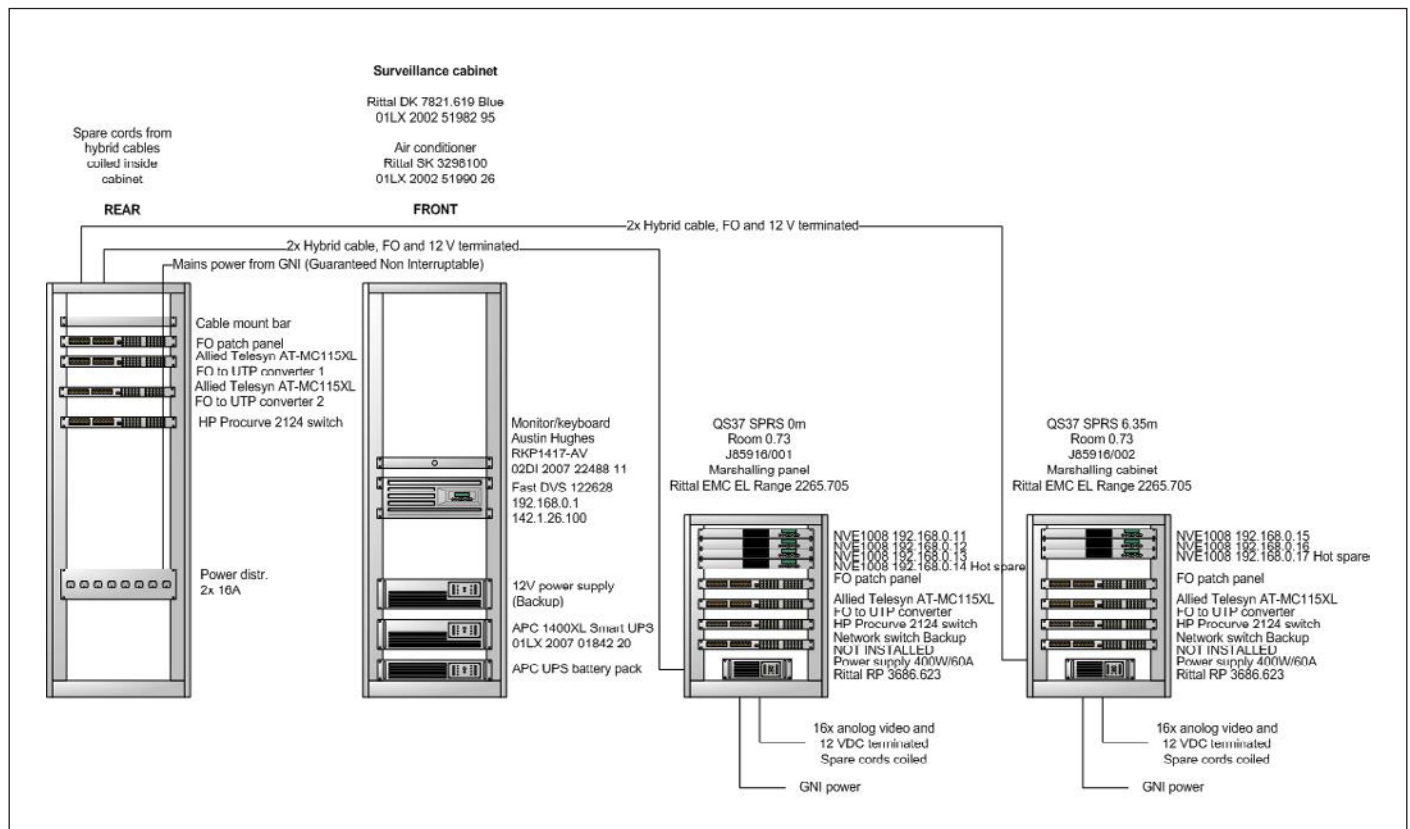 Surveillance cabinet
Rittal DK 7821.619 Blue
01LX 2002 51982 95
Air conditioner
Rittal SK 3298100
01LX 2002 51990 26
Spare cords from
hybrid cables
coiled inside
cabinet
REAR
FRONT
2x Hybrid cable, FO and 12 V terminated
2x Hybrid cable, FO and 12 V terminated
Mains power from GNI (Guaranteed Non Interruptable)
Cable mount bar
FO patch panel
Allied Telesyn AT-MC115XL
FO to UTP converter 1
Allied Telesyn AT-MC115XL
FO to UTP converter 2
HP Procurve 2124 switch
Power distr.
2x 16A
Monitor/keyboard
Austin Hughes
RKP1417-AV
02DI 2007 22488 11
Fast DVS 122628
192.168.0.1
142.1.26.100
12V power supply
(Backup)
APC 1400XL Smart UPS
01LX 2007 01842 20
APC UPS battery pack
QS37 SPRS 0m
Room 0.73
J85916/001
Marshalling panel
Rittal EMC EL Range 2265.705
NVE1008 192.168.0.11
NVE1008 192.168.0.12
NVE1008 192.168.0.13
NVE1008 192.168.0.14 Hot spare
FO patch panel
Allied Telesyn AT-MC115XL
FO to UTP converter
HP Procurve 2124 switch
Network switch Backup
NOT INSTALLED
Power supply 400W/60A
Rittal RP 3686.623
16x anolog video and
12 VDC terminated
Spare cords coiled
GNI power
QS37 SPRS 6.35m
Room 0.73
J85916/002
Marshalling cabinet
Rittal EMC EL Range 2265.705
NVE1008 192.168.0.15
NVE1008 192.168.0.16
NVE1008 192.168.0.17 Hot spare
FO patch panel
Allied Telesyn AT-MC115XL
FO to UTP converter
HP Procurve 2124 switch
Network switch Backup
NOT INSTALLED
Power supply 400W/60A
Rittal RP 3686.623
16x anolog video and
12 VDC terminated
Spare cords coiled
GNI power